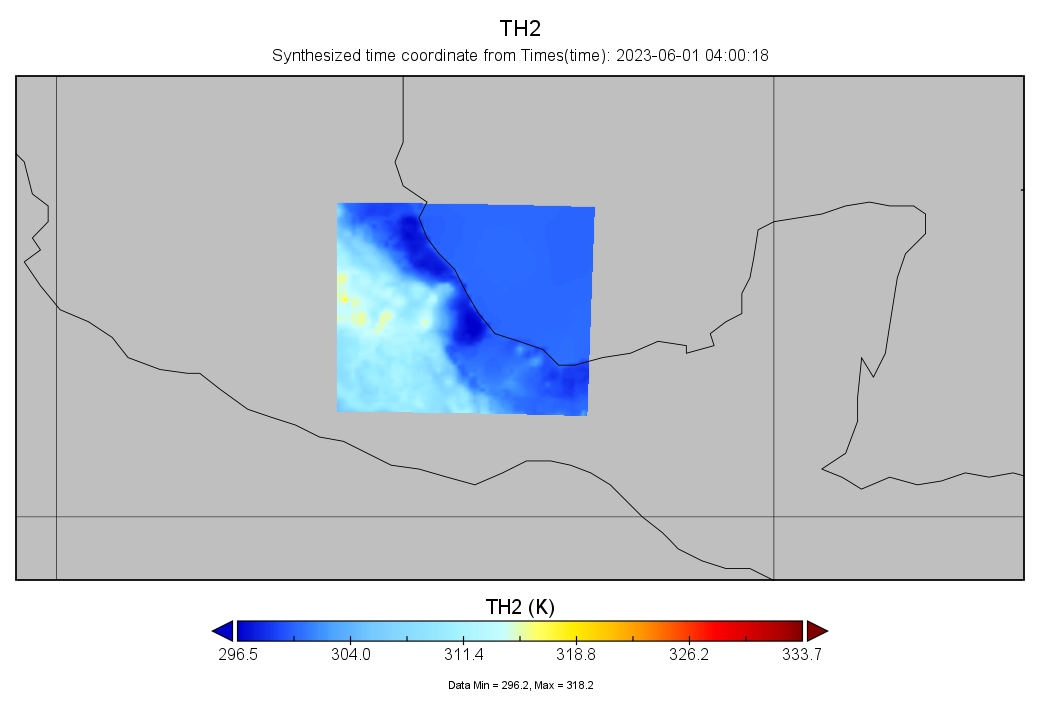 TH2
Synthesized time coordinate from Times(time): 2023-06-01 04:00:18
TH2 (K)
296.5 304.0 311.4 318.8 326.2 333.7
Data Min = 296.2, Max = 318.2